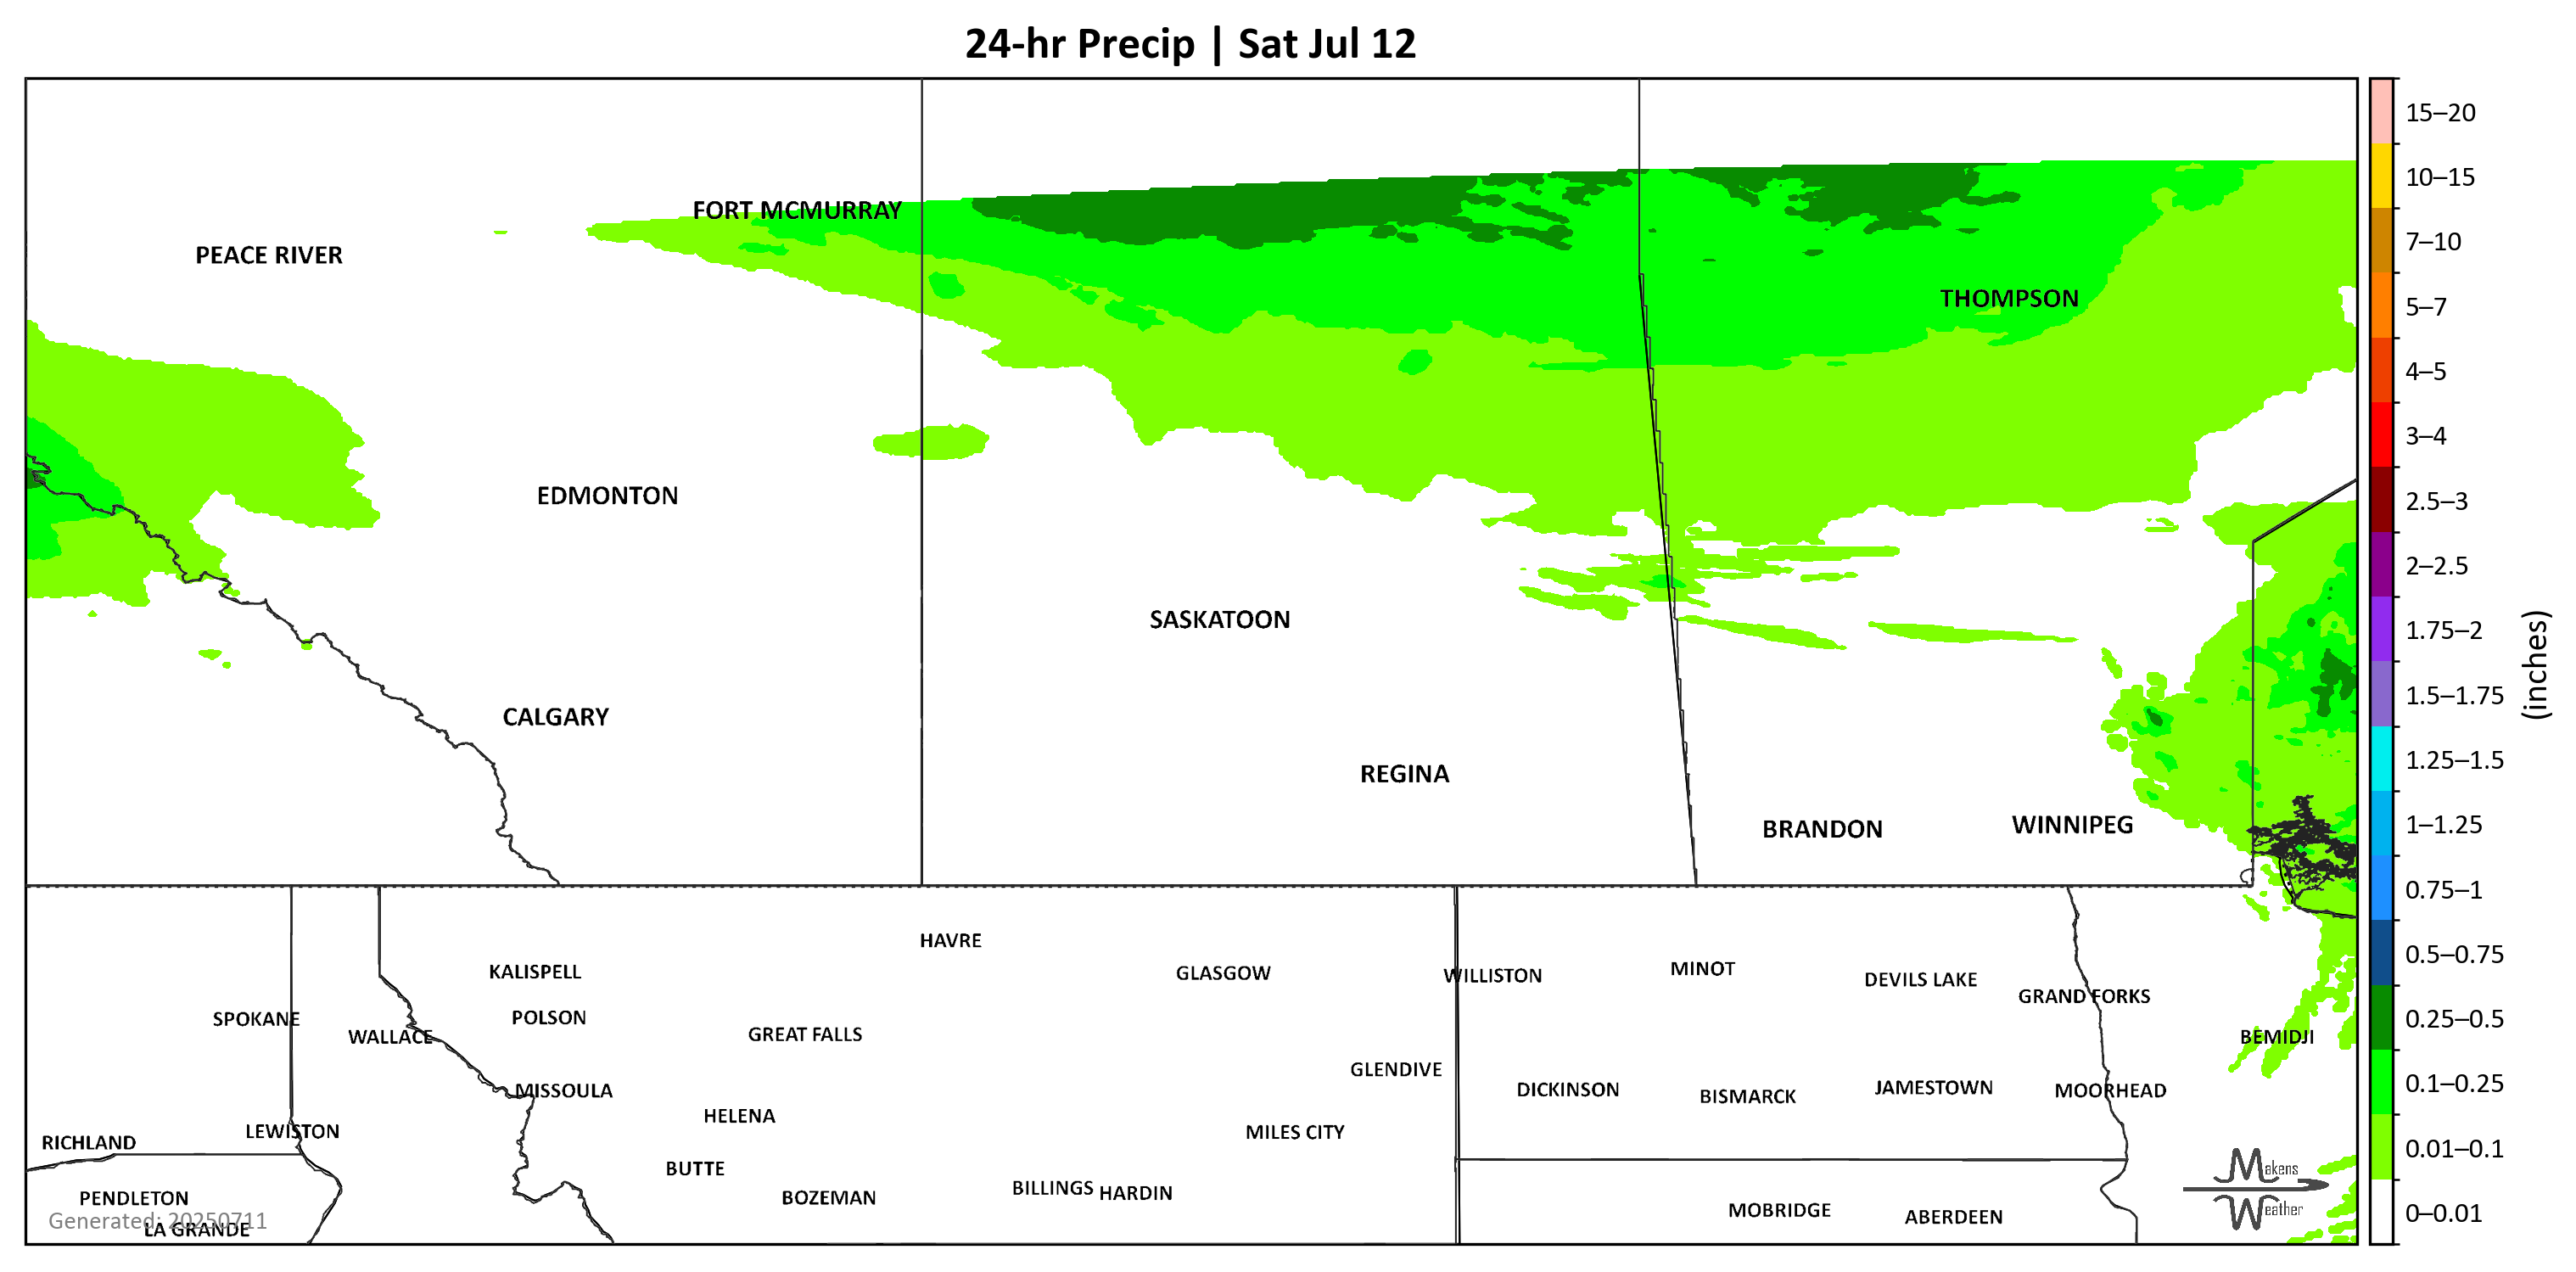 24-hr Precip | Sat Jul 12
15–20
10–15
7–10
5–7
4–5
3–4
2.5–3
2–2.5
1.75–2
1.5–1.75
1.25–1.5
1–1.25
0.75–1
0.5–0.75
0.25–0.5
0.1–0.25
0.01–0.1
0–0.01
(inches)
FORT MCMURRAY
PEACE RIVER
THOMPSON
EDMONTON
SASKATOON
CALGARY
REGINA
BRANDON
WINNIPEG
HAVRE
KALISPELL
GLASGOW
WILLISTON
MINOT
DEVILS LAKE
GRAND FORKS
SPOKANE
POLSON
WALLACE
GREAT FALLS
BEMIDJI
GLENDIVE
MISSOULA
DICKINSON
BISMARCK
JAMESTOWN
MOORHEAD
HELENA
RICHLAND
LEWISTON
MILES CITY
BUTTE
PENDLETON
BOZEMAN
BILLINGS
HARDIN
MOBRIDGE
ABERDEEN
Generated: 20250711
LA GRANDE
Makens
Weather